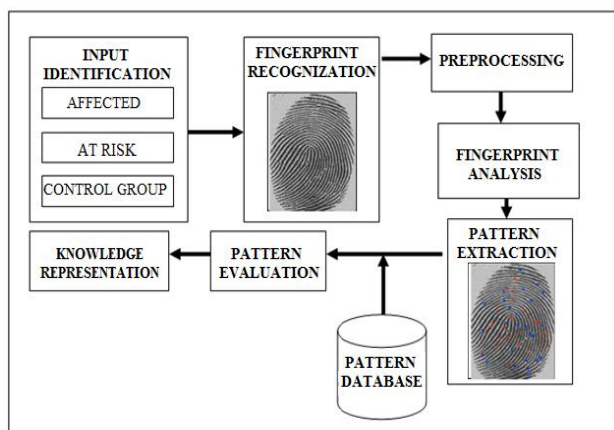 INPUT
IDENTIFICATION
AFFECTED
AT RISK
CONTROL GROUP
FINGERPRINT
RECOGNIZATION
PREPROCESSING
FINGERPRINT
ANALYSIS
PATTERN
EXTRACTION
PATTERN
EVALUATION
KNOWLEDGE
REPRESENTATION
PATTERN
DATABASE